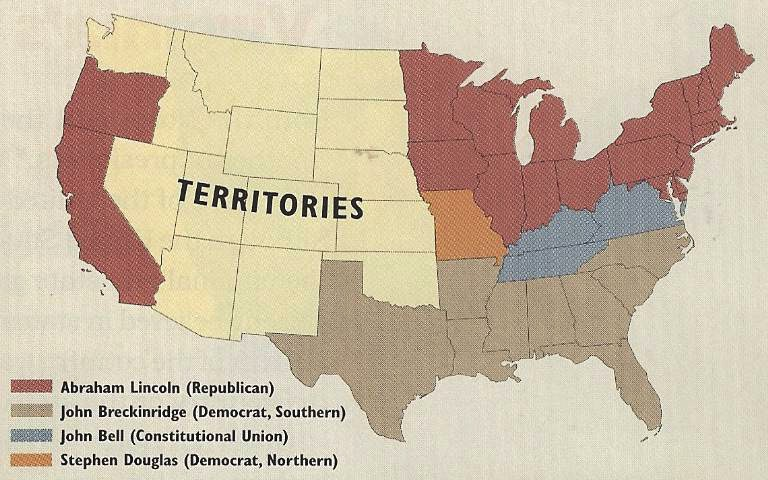 TERRITORIES
Abraham Lincoln (Republican)
John Breckinridge (Democrat, Southern)
John Bell (Constitutional Union)
Stephen Douglas (Democrat, Northern)